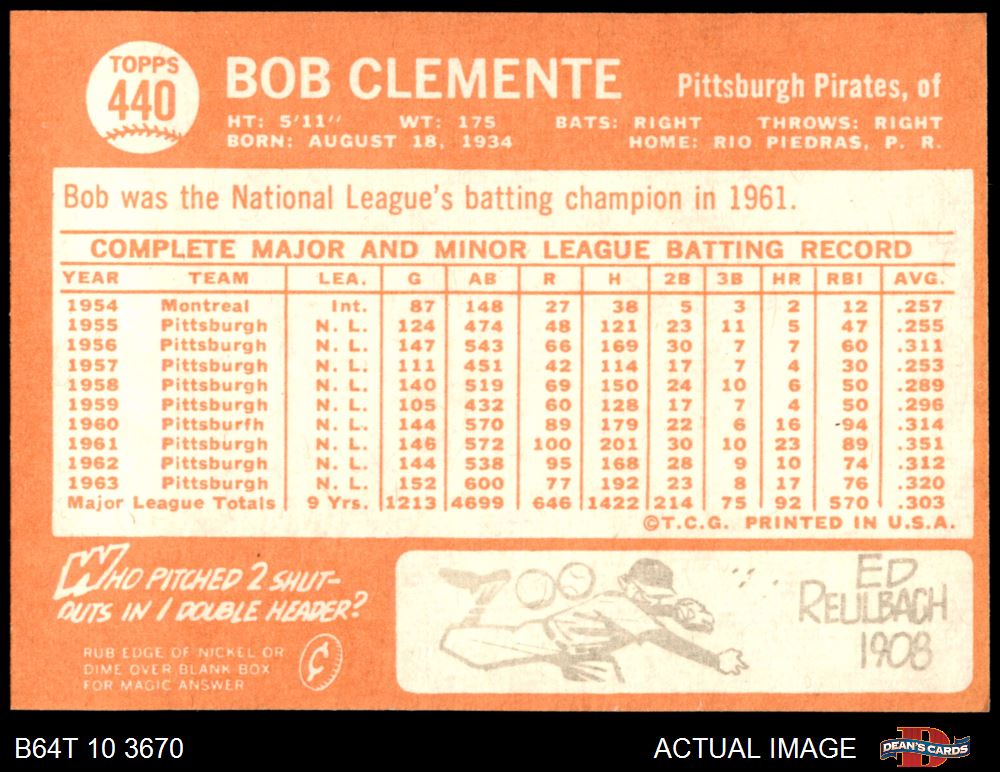 TOPPS
440
BOB CLEMENTE
Pittsburgh Pirates, of
HT: 5'11" WT: 175 BATS: RIGHT THROWS: RIGHT
BORN: AUGUST 18, 1934 HOME: RIO PIEDRAS, P. R.
Bob was the National League's batting champion in 1961.
COMPLETE MAJOR AND MINOR LEAGUE BATTING RECORD
YEAR TEAM LEA. G AB R H 2B 3B HR RBI AVG.
1954 Montreal Int. 87 148 27 38 5 3 2 12 .257
1955 Pittsburgh N. L. 124 474 48 121 23 11 5 47 .255
1956 Pittsburgh N. L. 147 543 66 169 30 7 7 60 .311
1957 Pittsburgh N. L. 111 451 42 114 17 7 4 30 .253
1958 Pittsburgh N. L. 140 519 69 150 24 10 6 50 .289
1959 Pittsburgh N. L. 105 432 60 128 17 7 4 50 .296
1960 Pittsburfh N. L. 144 570 89 179 22 6 16 94 .314
1961 Pittsburgh N. L. 146 572 100 201 30 10 23 89 .351
1962 Pittsburgh N. L. 144 538 95 168 28 9 10 74 .312
1963 Pittsburgh N. L. 152 600 77 192 23 8 17 76 .320
Major League Totals 9 Yrs. 1213 4699 646 1422 214 75 92 570 .303
©T.C.G. PRINTED IN U.S.A.
WHO PITCHED 2 SHUT-
OUTS IN 1 DOUBLE HEADER?
RUB EDGE OF NICKEL OR
DIME OVER BLANK BOX
FOR MAGIC ANSWER
¢
ED
REULBACH
1908
B64T 10 3670
ACTUAL IMAGE
D
DEAN'S CARDS